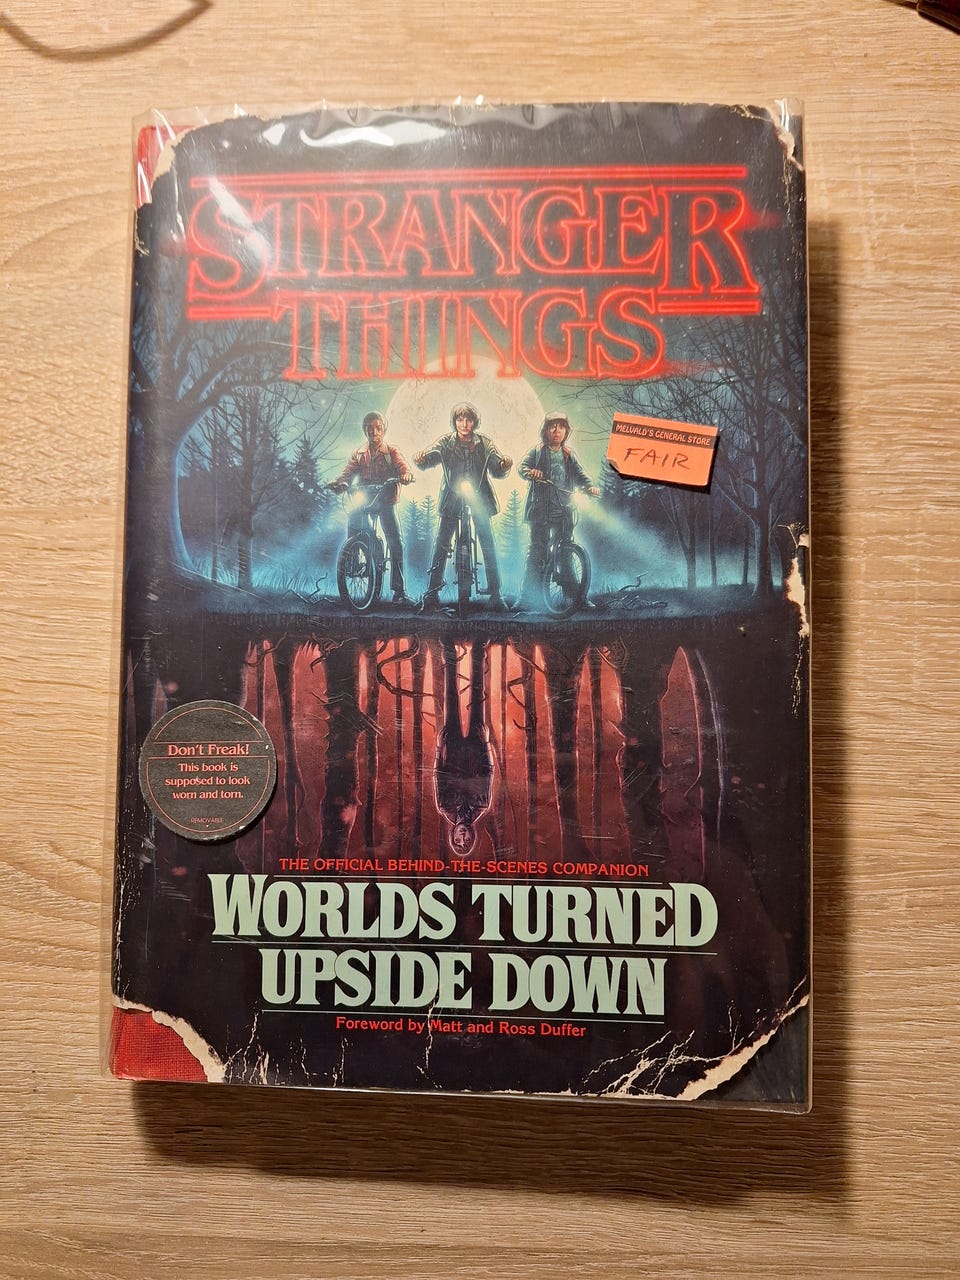 STRANGER
THINGS
MELVALD'S GENERAL STORE
FAIR
Don't Freak!
This book is
supposed to look
worn and torn.
REMOVABLE
THE OFFICIAL BEHIND-THE-SCENES COMPANION
WORLDS TURNED
UPSIDE DOWN
Foreword by Matt and Ross Duffer